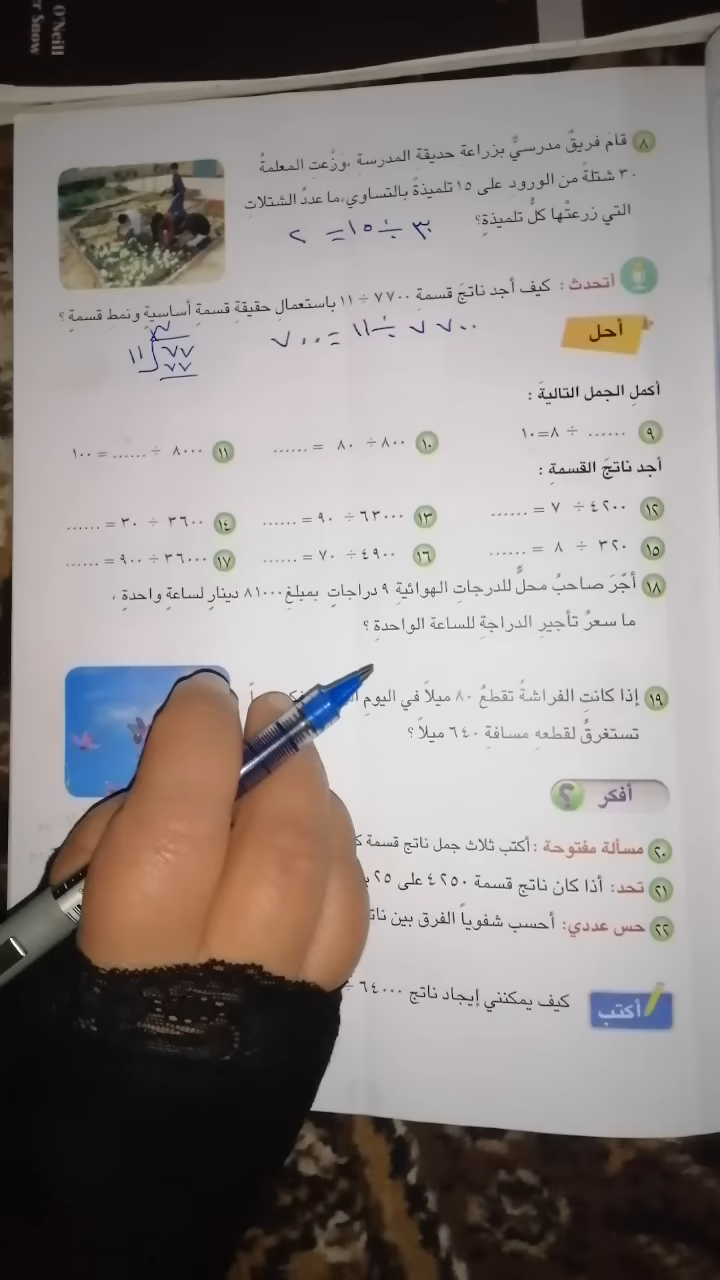 O'Neill
r Snow
٨ قامَ فريقٌ مدرسيٌّ بزراعة حديقةِ المدرسة ،وَزَّعت المعلمةُ
٣٠ شتلةً من الورود على ١٥ تلميذةً بالتساوي،ما عددُ الشتلاتِ
التي زرعتْها كلُّ تلميذةٍ؟
٣٠ ÷ ١٥ = ٢
أتحدث : كيف أجد ناتجَ قسمةِ ٧٧٠٠ ÷ ١١ باستعمالِ حقيقةِ قسمةٍ أساسيةٍ ونمطِ قسمةٍ ؟
٧٧٠٠ ÷ ١١ = ٧٠٠
٧
١١ ٧٧
٧٧
أحل
أكملِ الجمل التاليةَ :
٩ ...... ÷ ٨=١٠
١٠ ٨٠٠ ÷ ٨٠ = ......
١١ ٨٠٠٠ ÷ ...... = ١٠٠
أجد ناتجَ القسمةِ :
١٢ ٤٢٠٠ ÷ ٧ = ......
١٣ ٦٣٠٠٠ ÷ ٩٠ = ......
١٤ ٣٦٠٠ ÷ ٣٠ = ......
١٥ ٣٢٠ ÷ ٨ = ......
١٦ ٤٩٠٠ ÷ ٧٠ = ......
١٧ ٣٦٠٠٠ ÷ ٩٠٠ = ......
١٨ أجّرَ صاحبُ محلٍّ للدرجاتِ الهوائيةِ ٩ دراجاتٍ بمبلغ ٨١٠٠٠ دينارٍ لساعةٍ واحدةٍ ،
ما سعرُ تأجيرِ الدراجةِ للساعة الواحدة ؟
١٩ إذا كانتِ الفراشةُ تقطعُ ٨٠ ميلاً في اليومِ
تستغرقُ لقطعهِ مسافةِ ٦٤٠ ميلاً ؟
أفكر ؟
٢٠ مسألة مفتوحة : أكتب ثلاث جمل ناتج قسمة
٢١ تحد: أذا كان ناتج قسمة ٤٢٥٠ على ٢٥
٢٢ حس عددي: أحسب شفوياً الفرق بين
أكتب كيف يمكنني إيجاد ناتج ٦٤٠٠٠ ÷